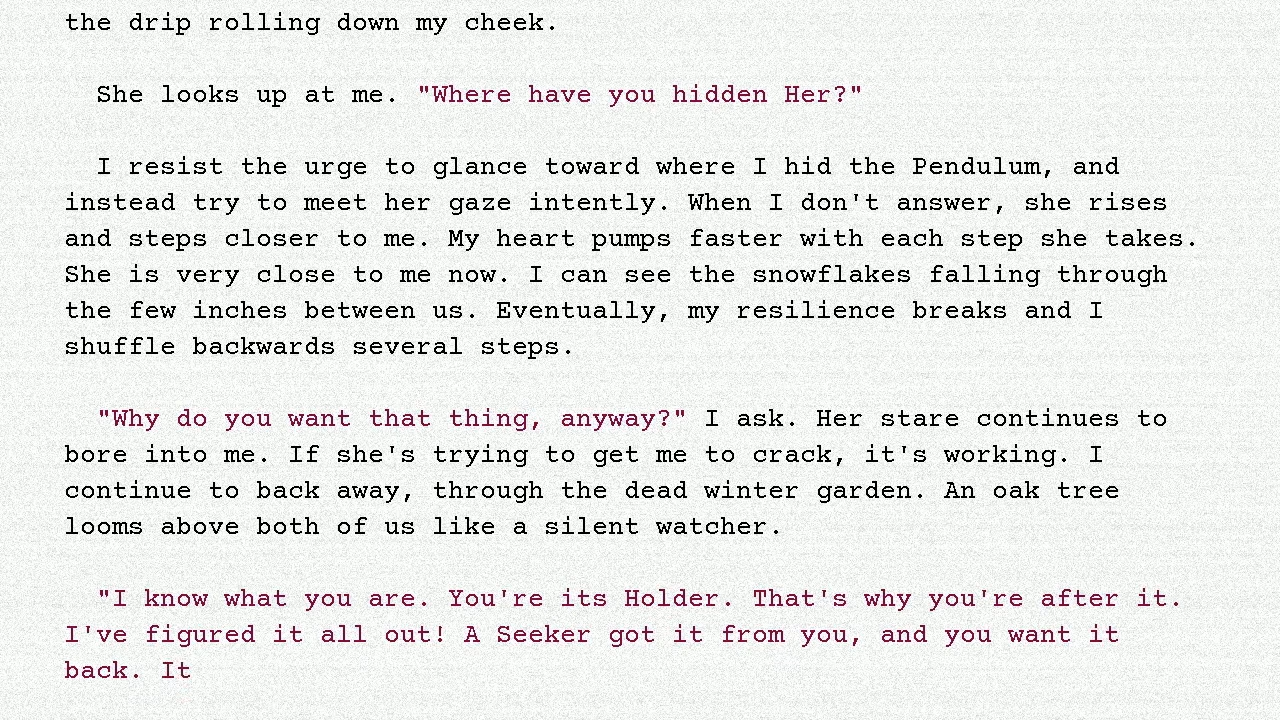 the drip rolling down my cheek.
She looks up at me. "Where have you hidden Her?"
I resist the urge to glance toward where I hid the Pendulum, and
instead try to meet her gaze intently. When I don't answer, she rises
and steps closer to me. My heart pumps faster with each step she takes.
She is very close to me now. I can see the snowflakes falling through
the few inches between us. Eventually, my resilience breaks and I
shuffle backwards several steps.
"Why do you want that thing, anyway?" I ask. Her stare continues to
bore into me. If she's trying to get me to crack, it's working. I
continue to back away, through the dead winter garden. An oak tree
looms above both of us like a silent watcher.
"I know what you are. You're its Holder. That's why you're after it.
I've figured it all out! A Seeker got it from you, and you want it
back. It